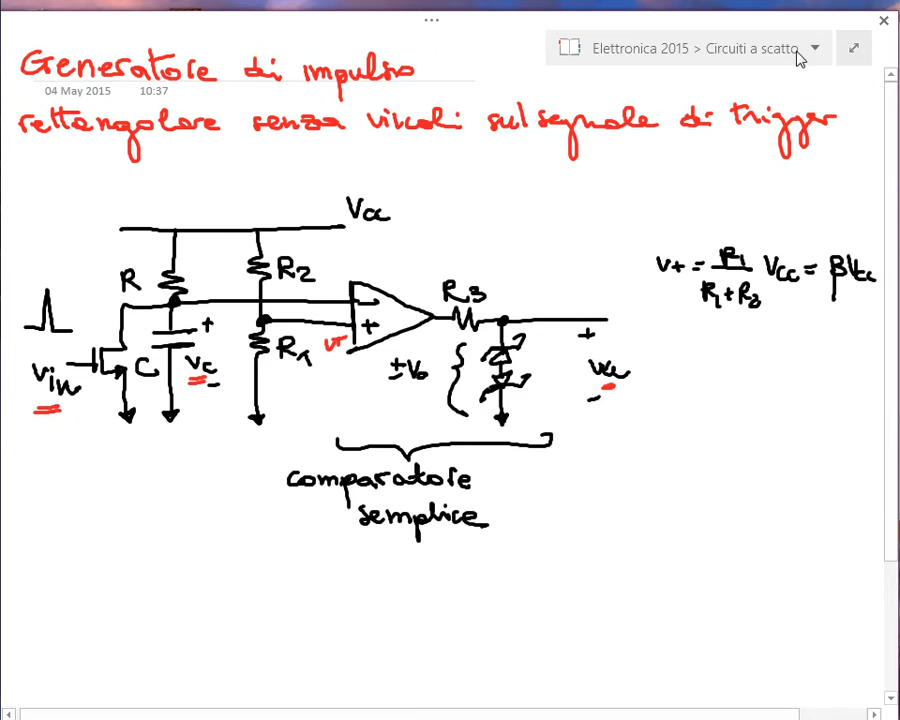 Elettronica 2015 > Circuiti a scatto
Generatore di impulso
04 May 2015 10:37
rettangolare senza vincoli sul segnale di trigger
Vcc
R
R2
R3
v+ = R1/(R1+R2) Vcc = βVcc
+
-
+
R1
v+
vin
C
vc
-
±Vo
+
vu
-
comparatore
semplice